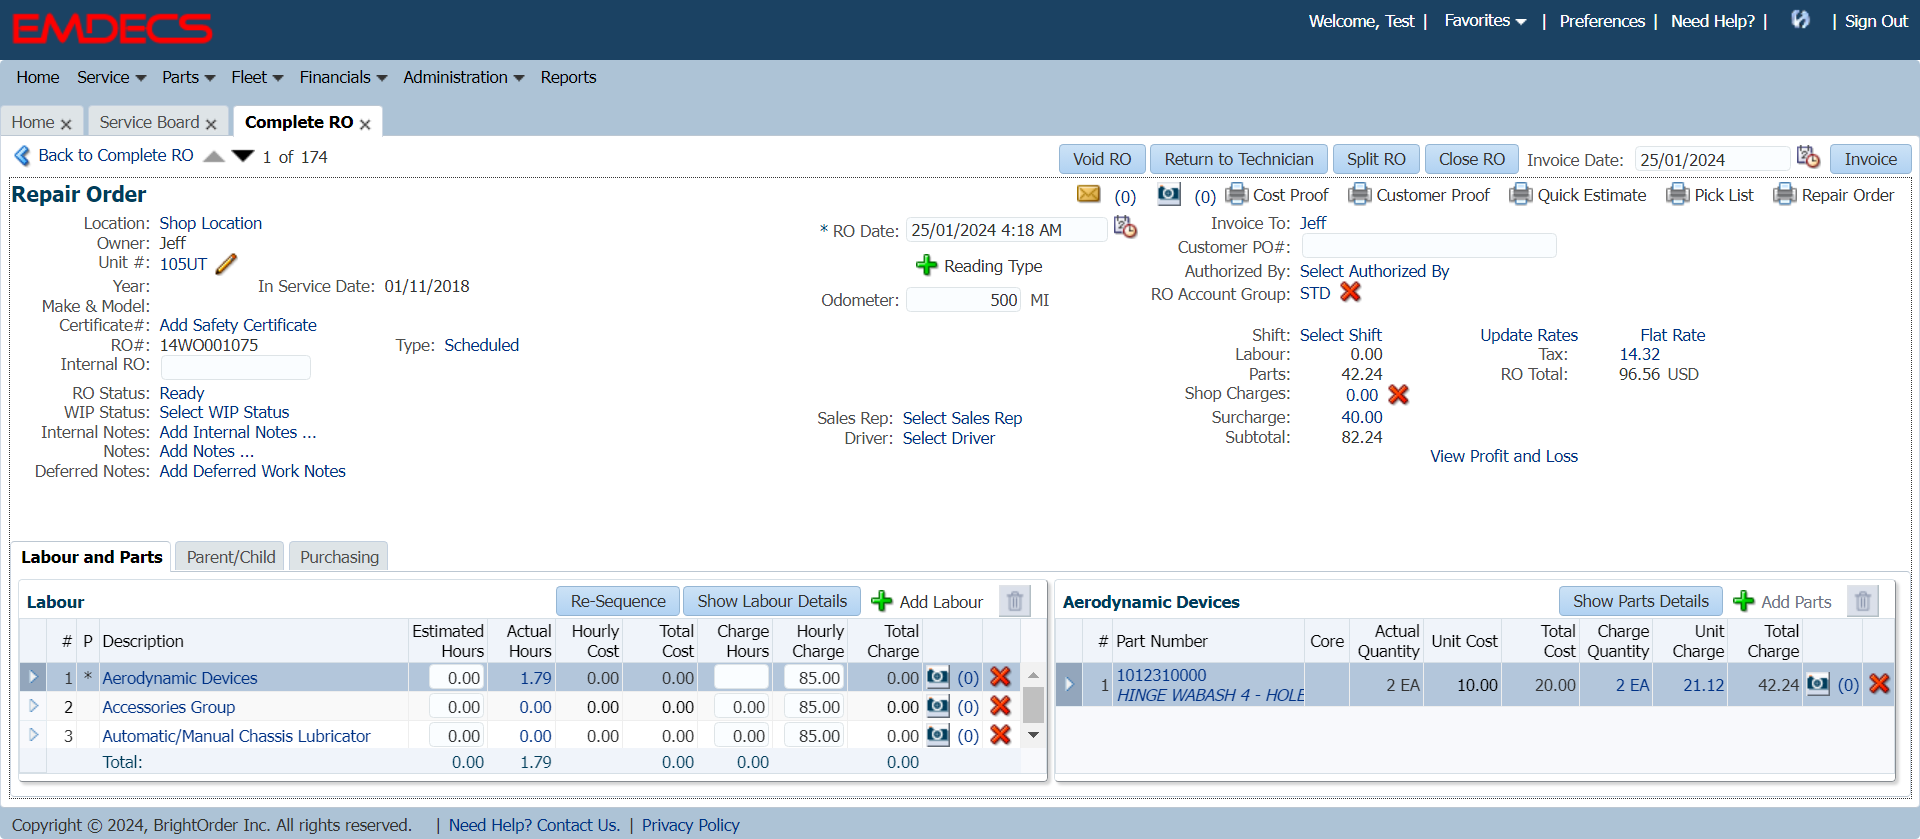 EMDECS
Welcome, Test | Favorites | Preferences | Need Help? | | Sign Out
Home Service Parts Fleet Financials Administration Reports
Home Service Board Complete RO
Back to Complete RO 1 of 174 Void RO Return to Technician Split RO Close RO Invoice Date: 25/01/2024 Invoice
Repair Order (0) (0) Cost Proof Customer Proof Quick Estimate Pick List Repair Order
Location: Shop Location
Owner: Jeff
Unit #: 105UT
Year: In Service Date: 01/11/2018
Make & Model:
Certificate#: Add Safety Certificate
RO#: 14WO001075 Type: Scheduled
Internal RO:
RO Status: Ready
WIP Status: Select WIP Status
Internal Notes: Add Internal Notes ...
Notes: Add Notes ...
Deferred Notes: Add Deferred Work Notes
* RO Date: 25/01/2024 4:18 AM
Reading Type
Odometer: 500 MI
Sales Rep: Select Sales Rep
Driver: Select Driver
Invoice To: Jeff
Customer PO#:
Authorized By: Select Authorized By
RO Account Group: STD
Shift: Select Shift Update Rates Flat Rate
Labour: 0.00 Tax: 14.32
Parts: 42.24 RO Total: 96.56 USD
Shop Charges: 0.00
Surcharge: 40.00
Subtotal: 82.24
View Profit and Loss
Labour and Parts Parent/Child Purchasing
Labour Re-Sequence Show Labour Details Add Labour
# P Description Estimated Hours Actual Hours Hourly Cost Total Cost Charge Hours Hourly Charge Total Charge
1 * Aerodynamic Devices 0.00 1.79 0.00 0.00 85.00 0.00 (0)
2 Accessories Group 0.00 0.00 0.00 0.00 0.00 85.00 0.00 (0)
3 Automatic/Manual Chassis Lubricator 0.00 0.00 0.00 0.00 0.00 85.00 0.00 (0)
Total: 0.00 1.79 0.00 0.00 0.00
Aerodynamic Devices Show Parts Details Add Parts
# Part Number Core Actual Quantity Unit Cost Total Cost Charge Quantity Unit Charge Total Charge
1 1012310000 2 EA 10.00 20.00 2 EA 21.12 42.24 (0)
HINGE WABASH 4 - HOLE
Copyright © 2024, BrightOrder Inc. All rights reserved. | Need Help? Contact Us. | Privacy Policy